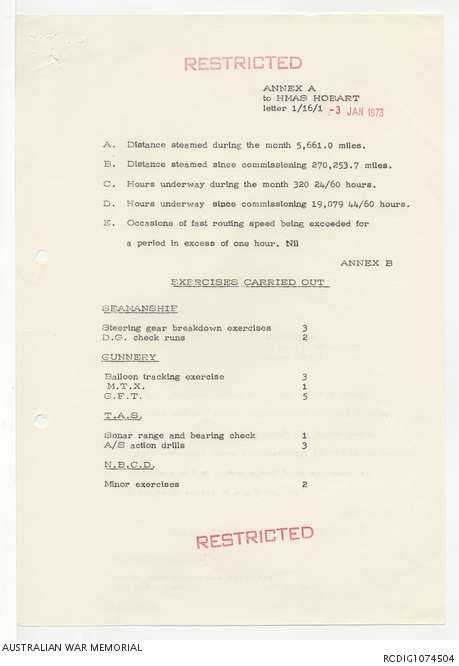 RESTRICTED
ANNEX A
to HMAS HOBART
letter 1/16/1 -3 JAN 1973
A. Distance steamed during the month 5,661.0 miles.
B. Distance steamed since commissioning 270,253.7 miles.
C. Hours underway during the month 320 24/60 hours.
D. Hours underway since commissioning 19,079 44/60 hours.
E. Occasions of fast routing speed being exceeded for
a period in excess of one hour. Nil
ANNEX B
EXERCISES CARRIED OUT
SEAMANSHIP
Steering gear breakdown exercises 3
D.G. check runs 2
GUNNERY
Balloon tracking exercise 3
M.T.X. 1
G.F.T. 5
T.A.S.
Sonar range and bearing check 1
A/S action drills 3
N.B.C.D.
Minor exercises 2
RESTRICTED
AUSTRALIAN WAR MEMORIAL
RCDIG1074504